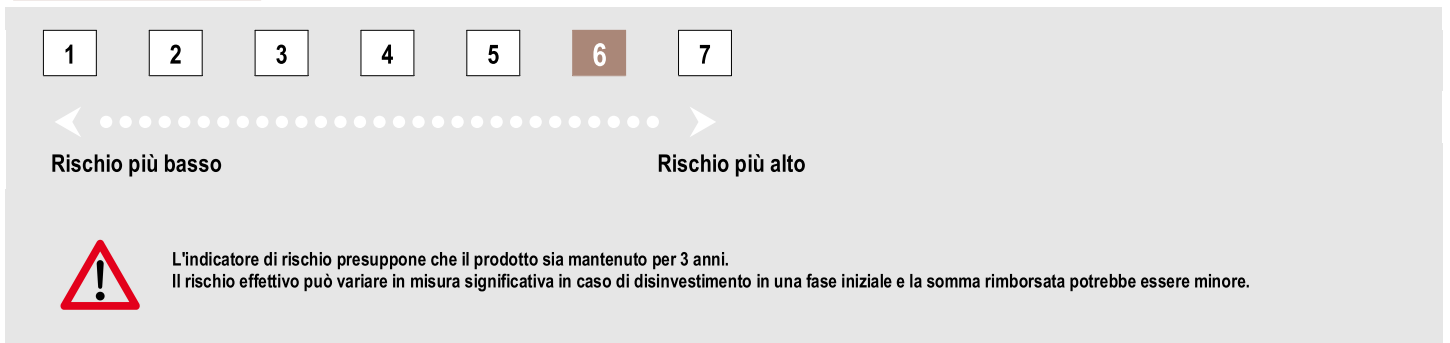 1 2 3 4 5 6 7
Rischio più basso Rischio più alto
L'indicatore di rischio presuppone che il prodotto sia mantenuto per 3 anni.
Il rischio effettivo può variare in misura significativa in caso di disinvestimento in una fase iniziale e la somma rimborsata potrebbe essere minore.